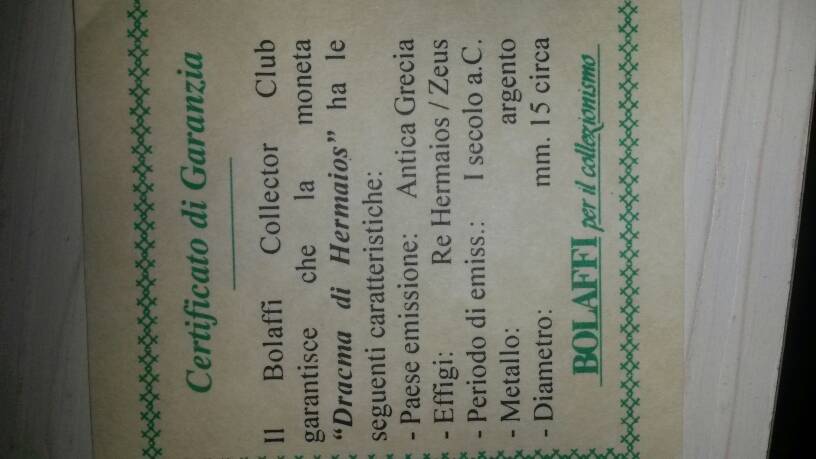 Certificato di Garanzia
Il Bolaffi Collector Club
garantisce che la moneta
“Dracma di Hermaios” ha le
seguenti caratteristiche:
- Paese emissione: Antica Grecia
- Effigi: Re Hermaios / Zeus
- Periodo di emiss.: I secolo a.C.
- Metallo: argento
- Diametro: mm. 15 circa
BOLAFFI per il collezionismo